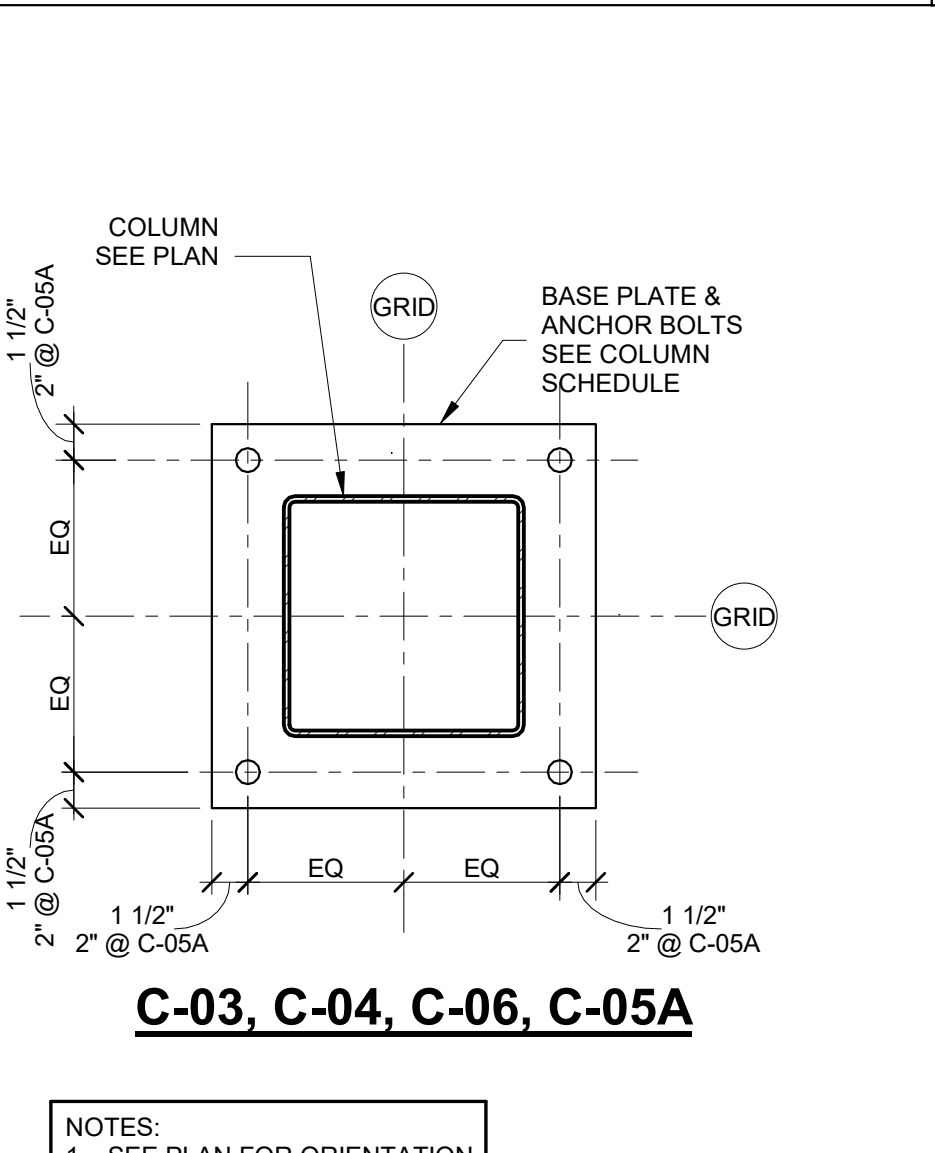 COLUMN
SEE PLAN
GRID
BASE PLATE &
ANCHOR BOLTS
SEE COLUMN
SCHEDULE
1 1/2"
2" @ C-05A
EQ
GRID
EQ
1 1/2"
2" @ C-05A
EQ
EQ
1 1/2"
2" @ C-05A
1 1/2"
2" @ C-05A
C-03, C-04, C-06, C-05A
NOTES:
1. SEE PLAN FOR ORIENTATION